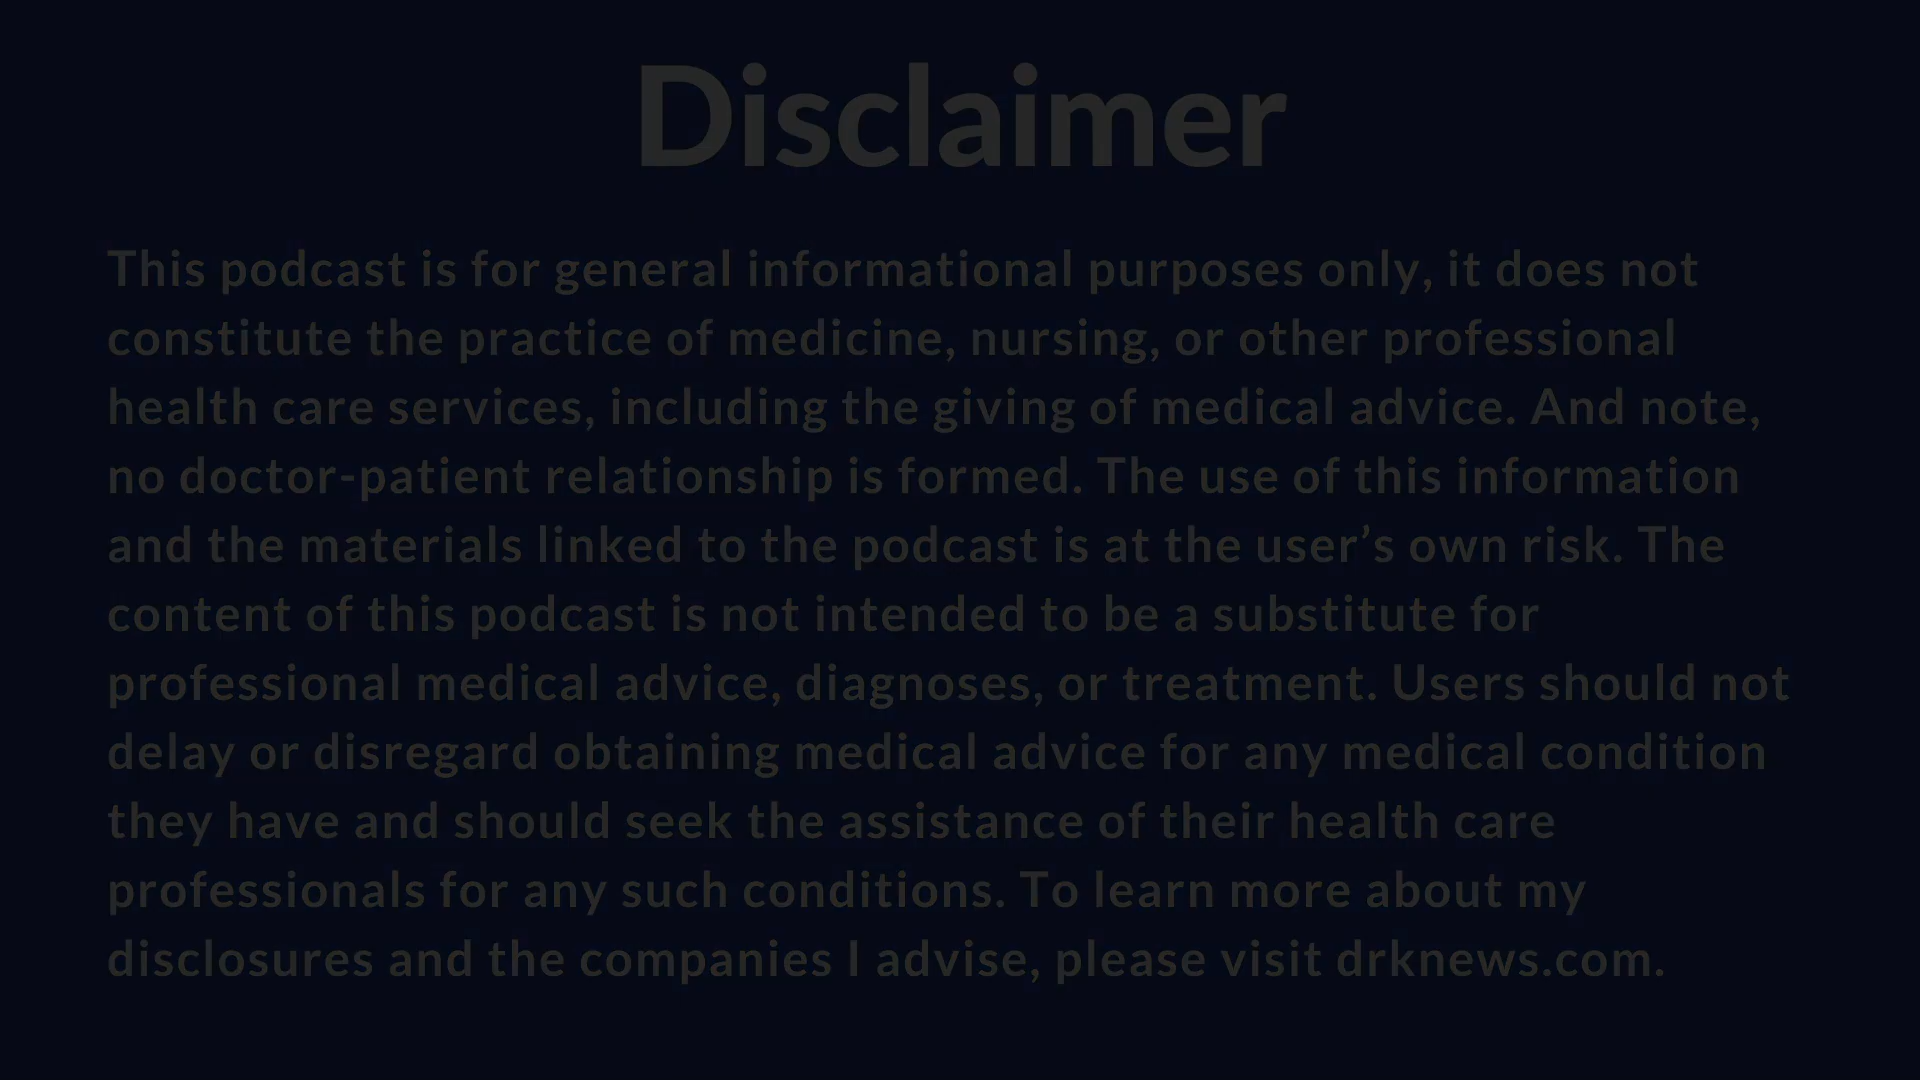 Disclaimer
This podcast is for general informational purposes only, it does not
constitute the practice of medicine, nursing, or other professional
health care services, including the giving of medical advice. And note,
no doctor-patient relationship is formed. The use of this information
and the materials linked to the podcast is at the user’s own risk. The
content of this podcast is not intended to be a substitute for
professional medical advice, diagnoses, or treatment. Users should not
delay or disregard obtaining medical advice for any medical condition
they have and should seek the assistance of their health care
professionals for any such conditions. To learn more about my
disclosures and the companies I advise, please visit drknews.com.